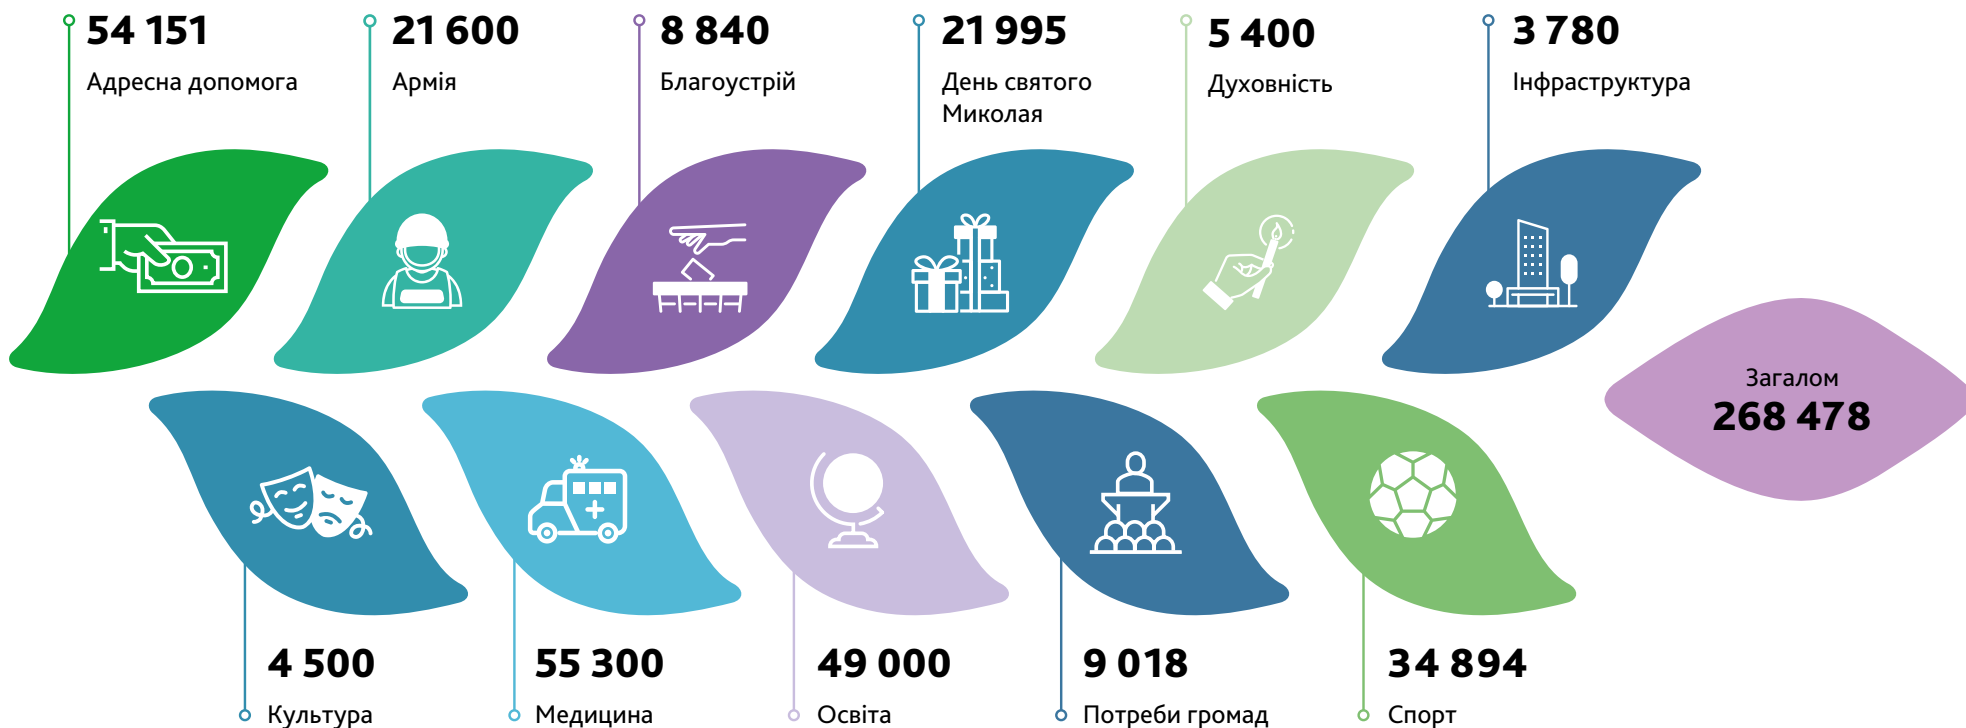 54 151
Адресна допомога
21 600
Армія
8 840
Благоустрій
21 995
День святого
Миколая
5 400
Духовність
3 780
Інфраструктура
Загалом
268 478
4 500
Культура
55 300
Медицина
49 000
Освіта
9 018
Потреби громад
34 894
Спорт